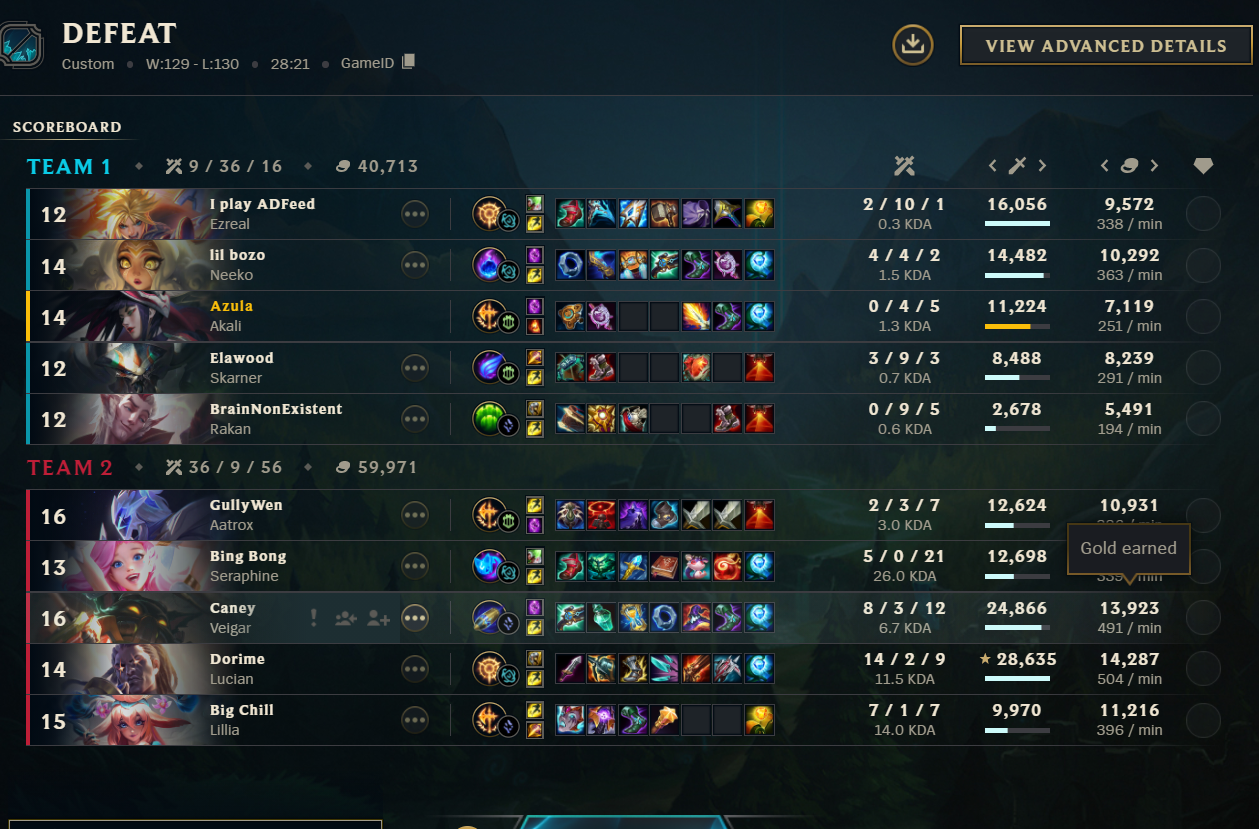 DEFEAT
Custom • W:129 - L:130 • 28:21 • GameID
VIEW ADVANCED DETAILS
SCOREBOARD
TEAM 1 9 / 36 / 16 40,713
12 I play ADFeed 2 / 10 / 1 16,056 9,572
Ezreal 0.3 KDA 338 / min
14 lil bozo 4 / 4 / 2 14,482 10,292
Neeko 1.5 KDA 363 / min
14 Azula 0 / 4 / 5 11,224 7,119
Akali 1.3 KDA 251 / min
12 Elawood 3 / 9 / 3 8,488 8,239
Skarner 0.7 KDA 291 / min
12 BrainNonExistent 0 / 9 / 5 2,678 5,491
Rakan 0.6 KDA 194 / min
TEAM 2 36 / 9 / 56 59,971
16 GullyWen 2 / 3 / 7 12,624 10,931
Aatrox 3.0 KDA
Gold earned
13 Bing Bong 5 / 0 / 21 12,698
Seraphine 26.0 KDA 339 / min
16 Caney 8 / 3 / 12 24,866 13,923
Veigar 6.7 KDA 491 / min
14 Dorime 14 / 2 / 9 28,635 14,287
Lucian 11.5 KDA 504 / min
15 Big Chill 7 / 1 / 7 9,970 11,216
Lillia 14.0 KDA 396 / min